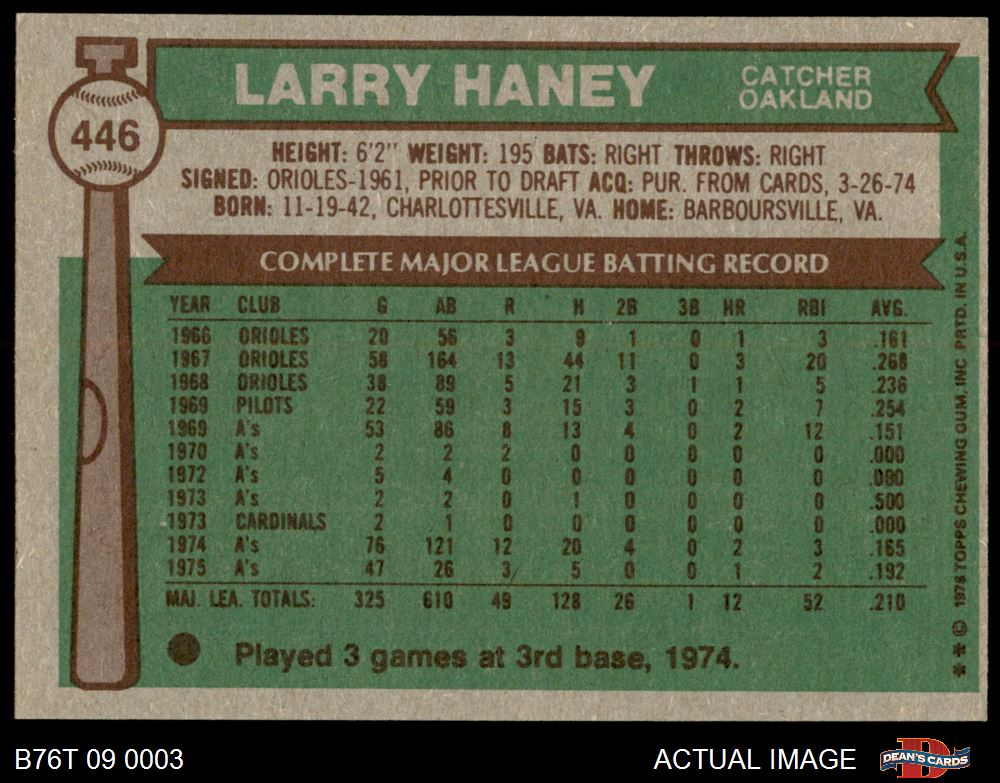 LARRY HANEY
CATCHER
OAKLAND
446
HEIGHT: 6'2" WEIGHT: 195 BATS: RIGHT THROWS: RIGHT
SIGNED: ORIOLES-1961, PRIOR TO DRAFT ACQ: PUR. FROM CARDS, 3-26-74
BORN: 11-19-42, CHARLOTTESVILLE, VA. HOME: BARBOURSVILLE, VA.
COMPLETE MAJOR LEAGUE BATTING RECORD
YEAR CLUB G AB R H 2B 3B HR RBI AVG.
1966 ORIOLES 20 56 3 9 1 0 1 3 .161
1967 ORIOLES 58 164 13 44 11 0 3 20 .268
1968 ORIOLES 38 89 5 21 3 1 1 5 .236
1969 PILOTS 22 59 3 15 3 0 2 7 .254
1969 A's 53 86 8 13 4 0 2 12 .151
1970 A's 2 2 2 0 0 0 0 0 .000
1972 A's 5 4 0 0 0 0 0 0 .000
1973 A's 2 2 0 1 0 0 0 0 .500
1973 CARDINALS 2 1 0 0 0 0 0 0 .000
1974 A's 76 121 12 20 4 0 2 3 .165
1975 A's 47 26 3 5 0 0 1 2 .192
MAJ. LEA. TOTALS: 325 610 49 128 26 1 12 52 .210
Played 3 games at 3rd base, 1974.
** © 1976 TOPPS CHEWING GUM, INC. PRTD. IN U.S.A.
B76T 09 0003
ACTUAL IMAGE
D
DEAN'S CARDS